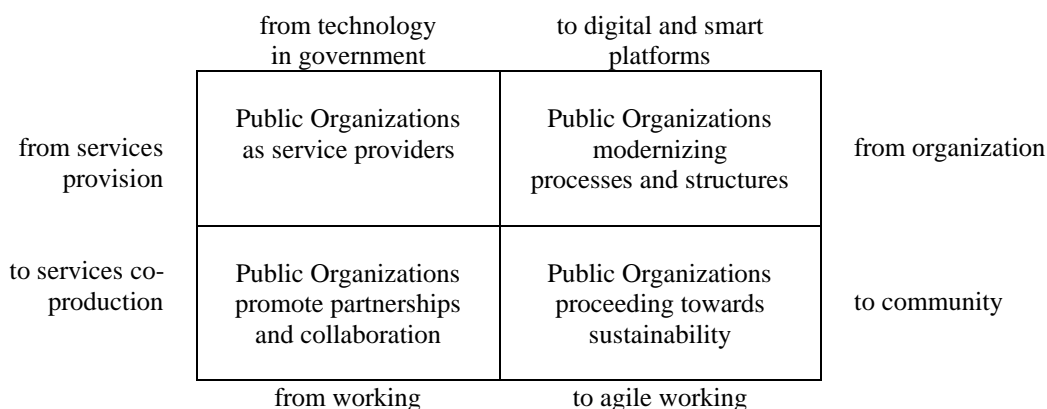 from technology
in government
to digital and smart
platforms
from services
provision
Public Organizations
as service providers
Public Organizations
modernizing
processes and structures
from organization
to services co-
production
Public Organizations
promote partnerships
and collaboration
Public Organizations
proceeding towards
sustainability
to community
from working
to agile working